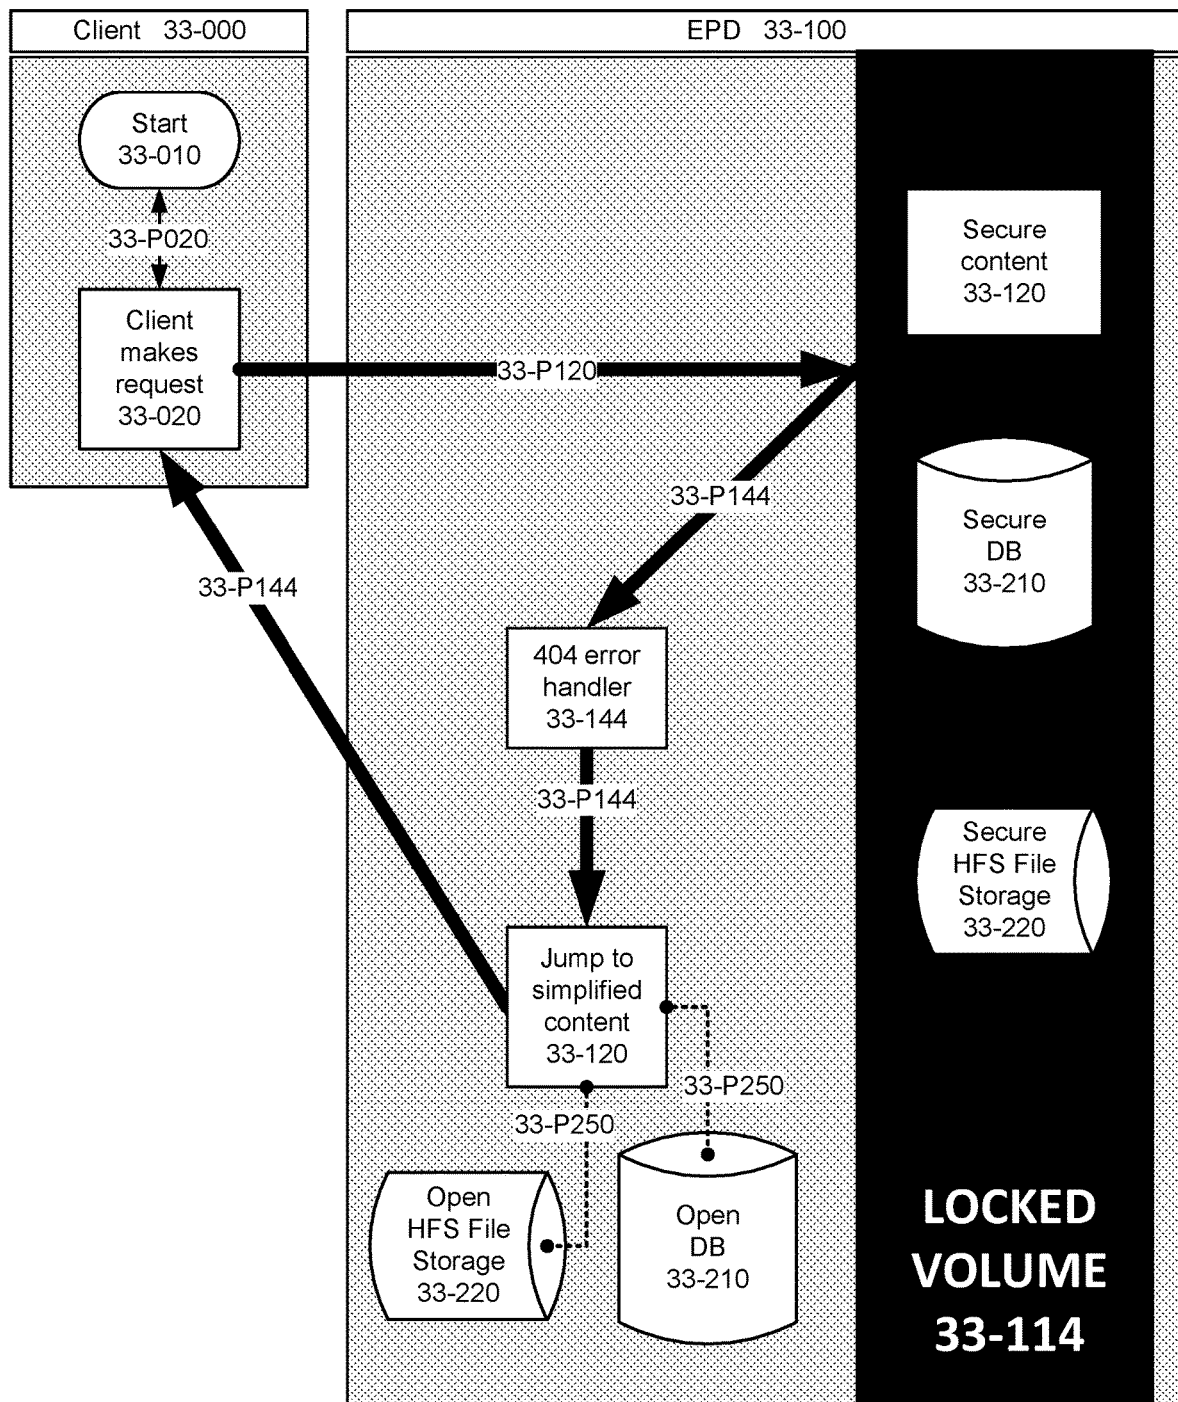 Client 33-000
EPD 33-100
Start
33-010
33-P020
Client
makes
request
33-020
33-P120
Secure
content
33-120
33-P144
Secure
DB
33-210
33-P144
404 error
handler
33-144
33-P144
Secure
HFS File
Storage
33-220
Jump to
simplified
content
33-120
33-P250
33-P250
Open
HFS File
Storage
33-220
Open
DB
33-210
LOCKED
VOLUME
33-114